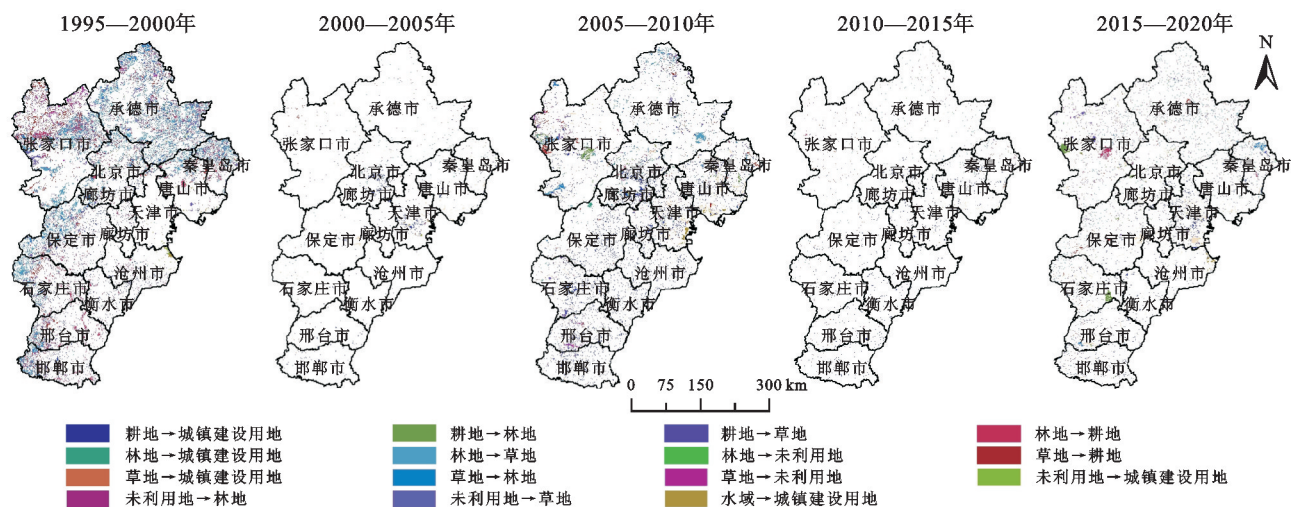 1995—2000年
2000—2005年
2005—2010年
2010—2015年
2015—2020年
N
承德市
张家口市
秦皇岛市
北京市
唐山市
廊坊市
天津市
保定市
廊坊市
沧州市
石家庄市
衡水市
邢台市
邯郸市
承德市
张家口市
秦皇岛市
北京市
唐山市
廊坊市
天津市
保定市
廊坊市
沧州市
石家庄市
衡水市
邢台市
邯郸市
承德市
张家口市
秦皇岛市
北京市
唐山市
廊坊市
天津市
保定市
廊坊市
沧州市
石家庄市
衡水市
邢台市
邯郸市
承德市
张家口市
秦皇岛市
北京市
唐山市
廊坊市
天津市
保定市
廊坊市
沧州市
石家庄市
衡水市
邢台市
邯郸市
承德市
张家口市
秦皇岛市
北京市
唐山市
廊坊市
天津市
保定市
廊坊市
沧州市
石家庄市
衡水市
邢台市
邯郸市
0 75 150 300 km
耕地→城镇建设用地
耕地→林地
耕地→草地
林地→耕地
林地→城镇建设用地
林地→草地
林地→未利用地
草地→耕地
草地→城镇建设用地
草地→林地
草地→未利用地
未利用地→城镇建设用地
未利用地→林地
未利用地→草地
水域→城镇建设用地